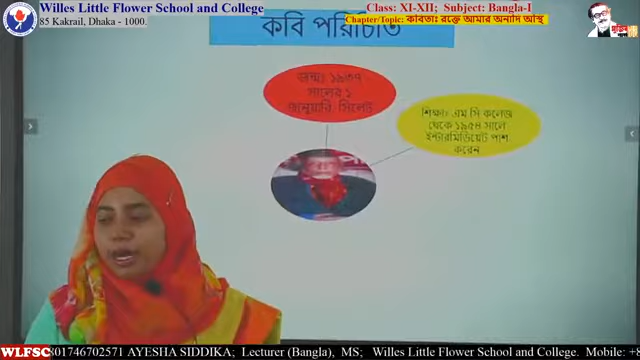 Willes Little Flower School and College
85 Kakrail, Dhaka - 1000.
Class: XI-XII; Subject: Bangla-I
Chapter/Topic: কবিতা: রক্তে আমার অনাদি অস্থি
কবি পরিচিতি
জন্ম: ১৯৩৭
সালের ১
জানুয়ারি সিলেট
শিক্ষা: এম সি কলেজ
থেকে ১৯৫৪ সালে
ইন্টারমিডিয়েট পাশ
করেন
WLFSC
01746702571 AYESHA SIDDIKA; Lecturer (Bangla), MS; Willes Little Flower School and College. Mobile: +8